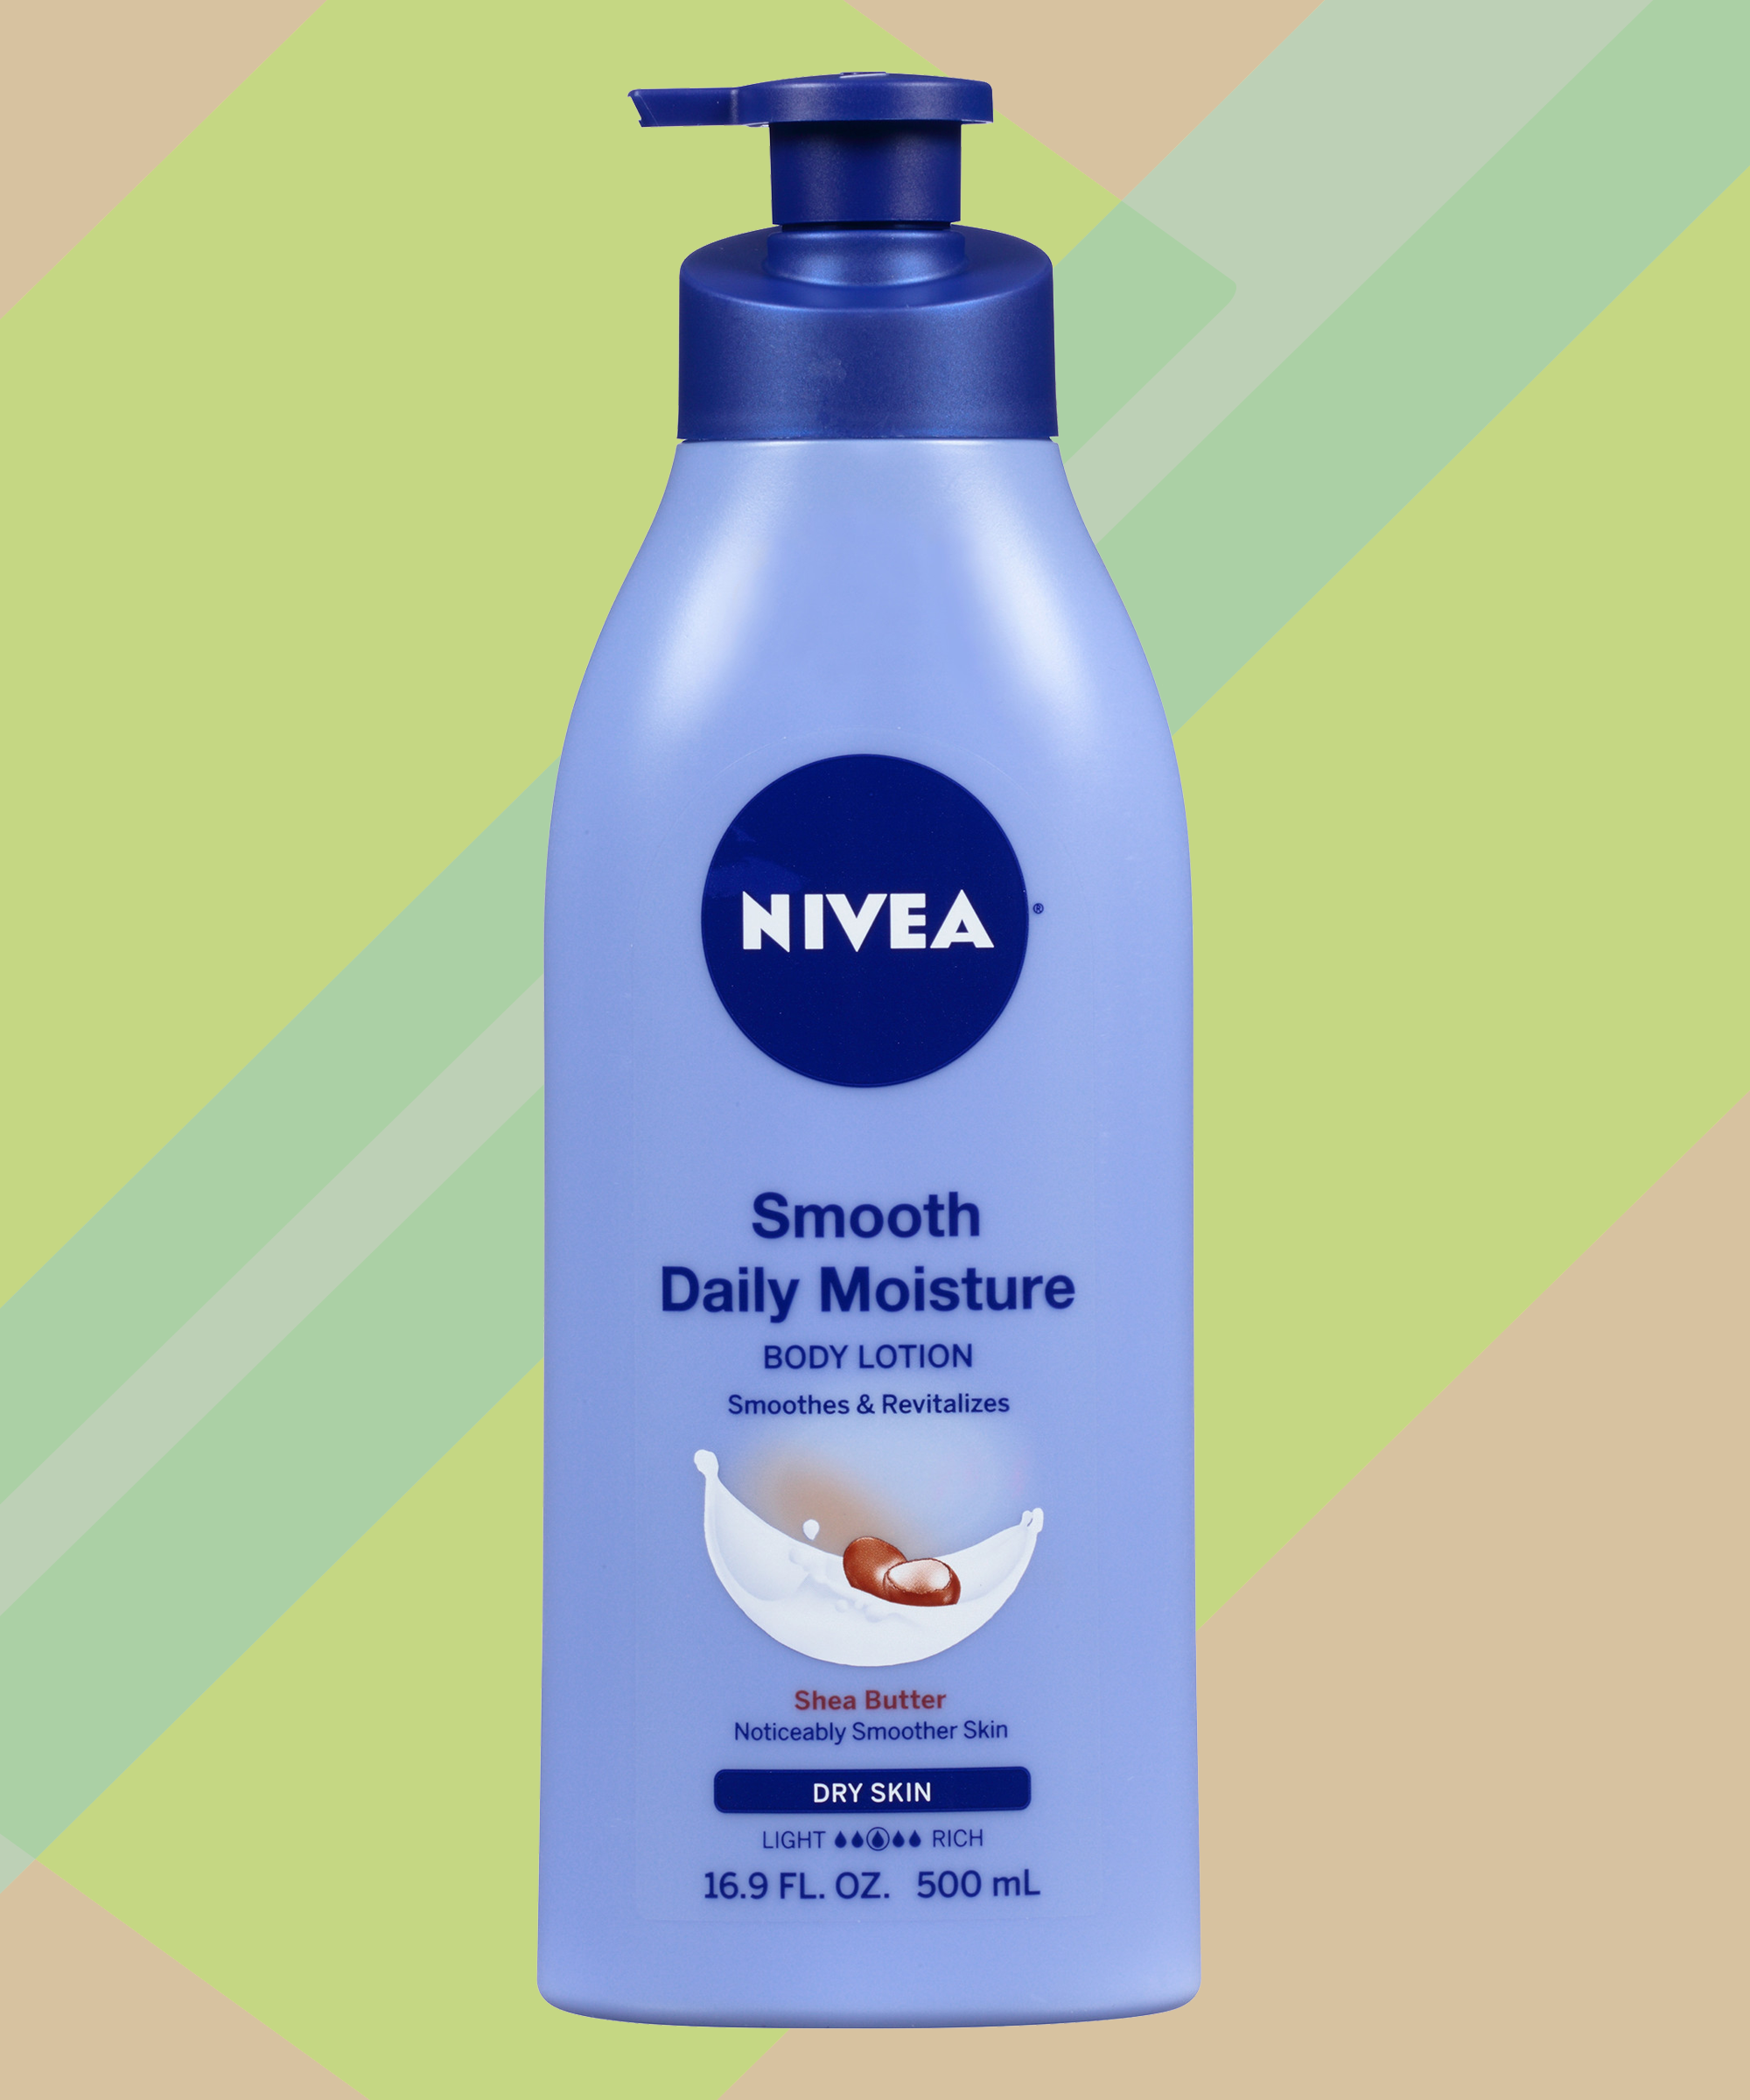 NIVEA®
Smooth
Daily Moisture
BODY LOTION
Smoothes & Revitalizes
Shea Butter
Noticeably Smoother Skin
DRY SKIN
LIGHT RICH
16.9 FL. OZ. 500 mL